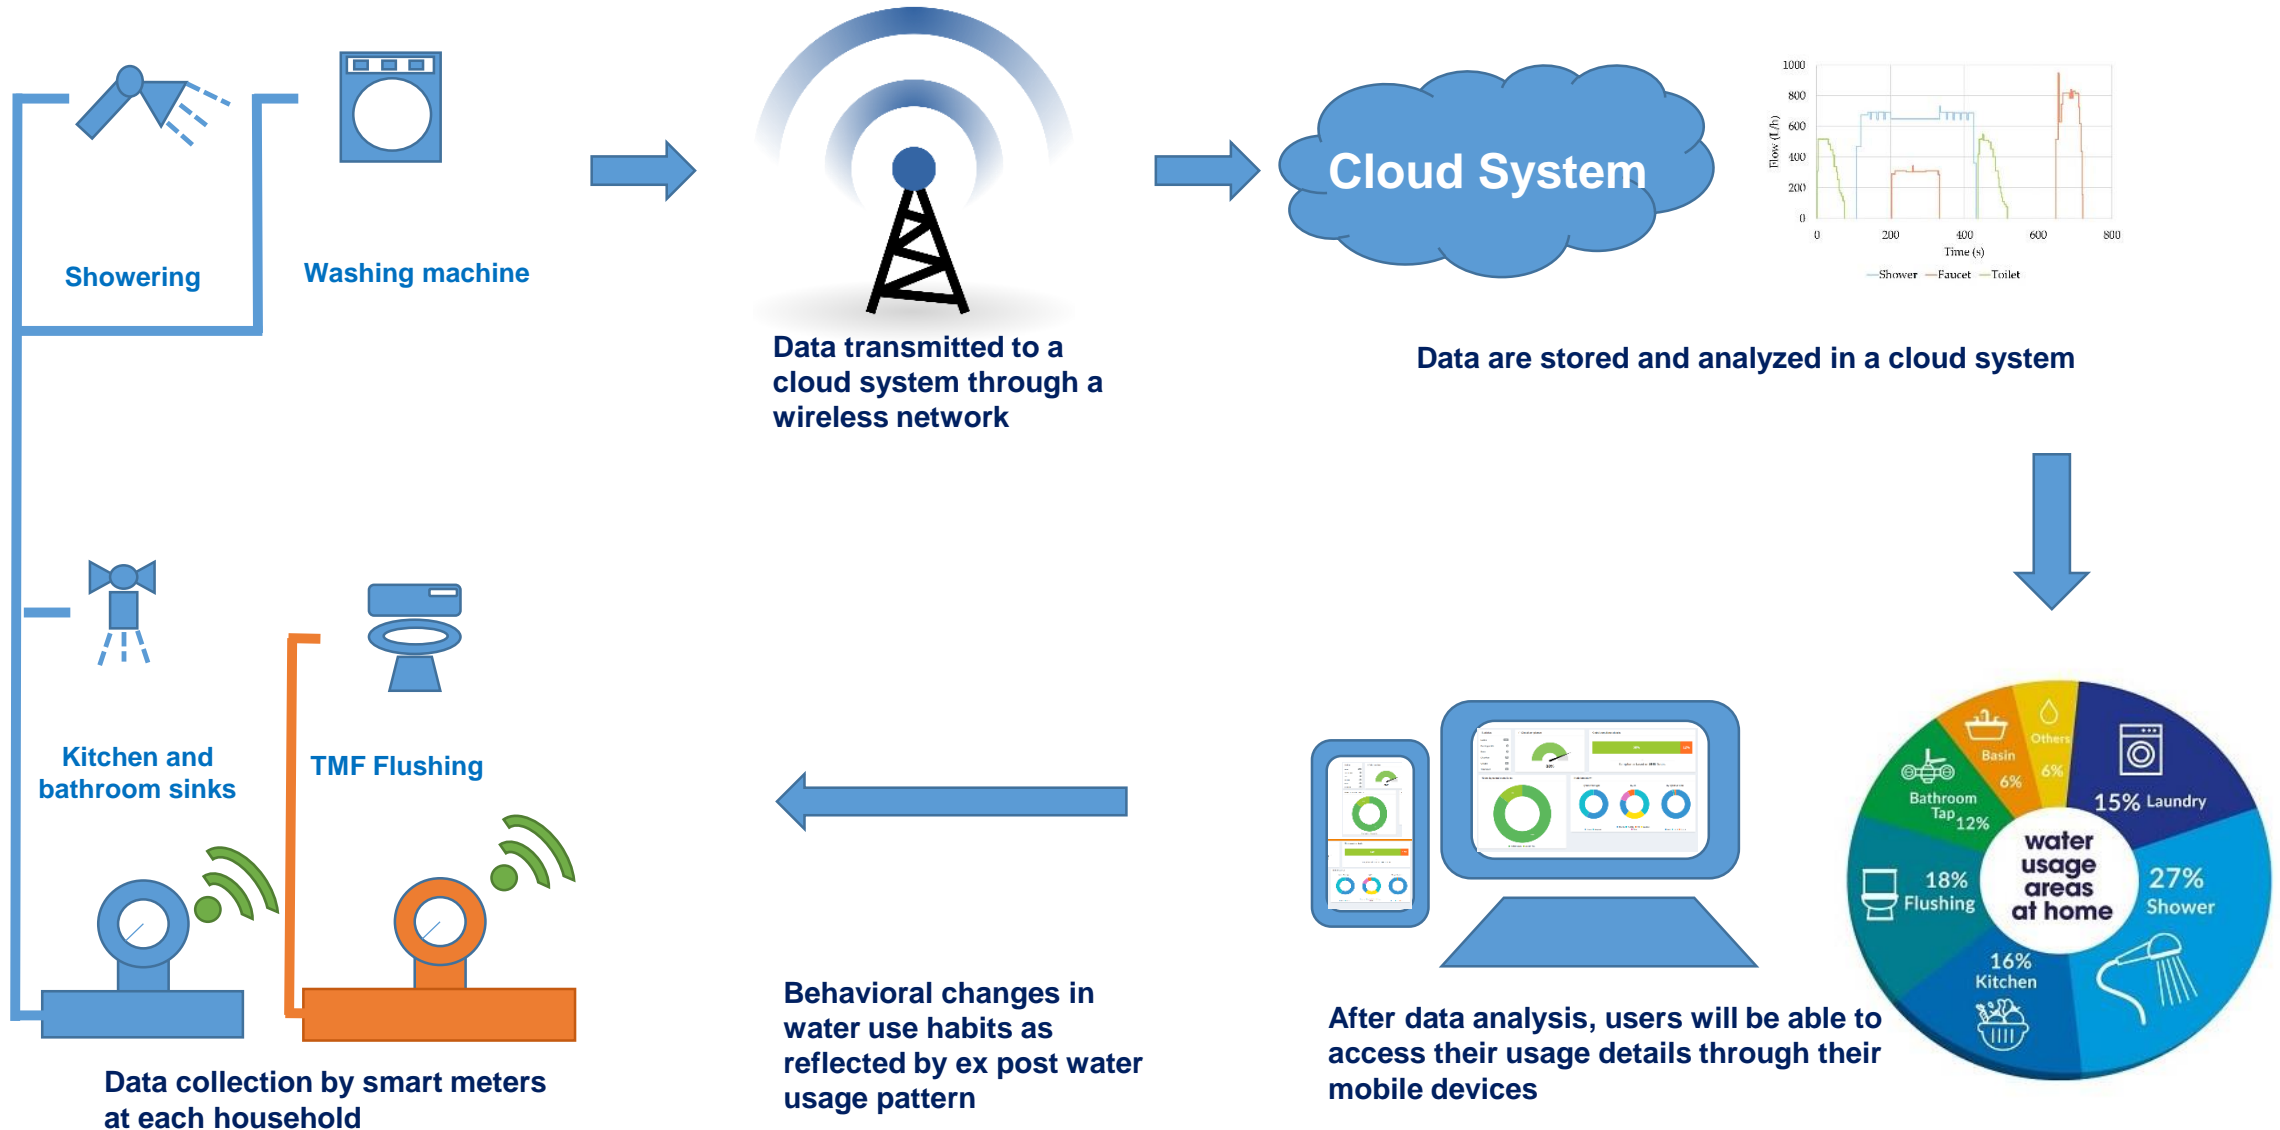 Showering
Washing machine
Data transmitted to a
cloud system through a
wireless network
Cloud System
1000
800
600
400
200
0
Flow (L/h)
0 200 400 600 800
Time (s)
Shower Faucet Toilet
Data are stored and analyzed in a cloud system
Kitchen and
bathroom sinks
TMF Flushing
Data collection by smart meters
at each household
Behavioral changes in
water use habits as
reflected by ex post water
usage pattern
After data analysis, users will be able to
access their usage details through their
mobile devices
water
usage
areas
at home
Others
6%
15% Laundry
27%
Shower
16%
Kitchen
18%
Flushing
Bathroom
Tap 12%
Basin
6%